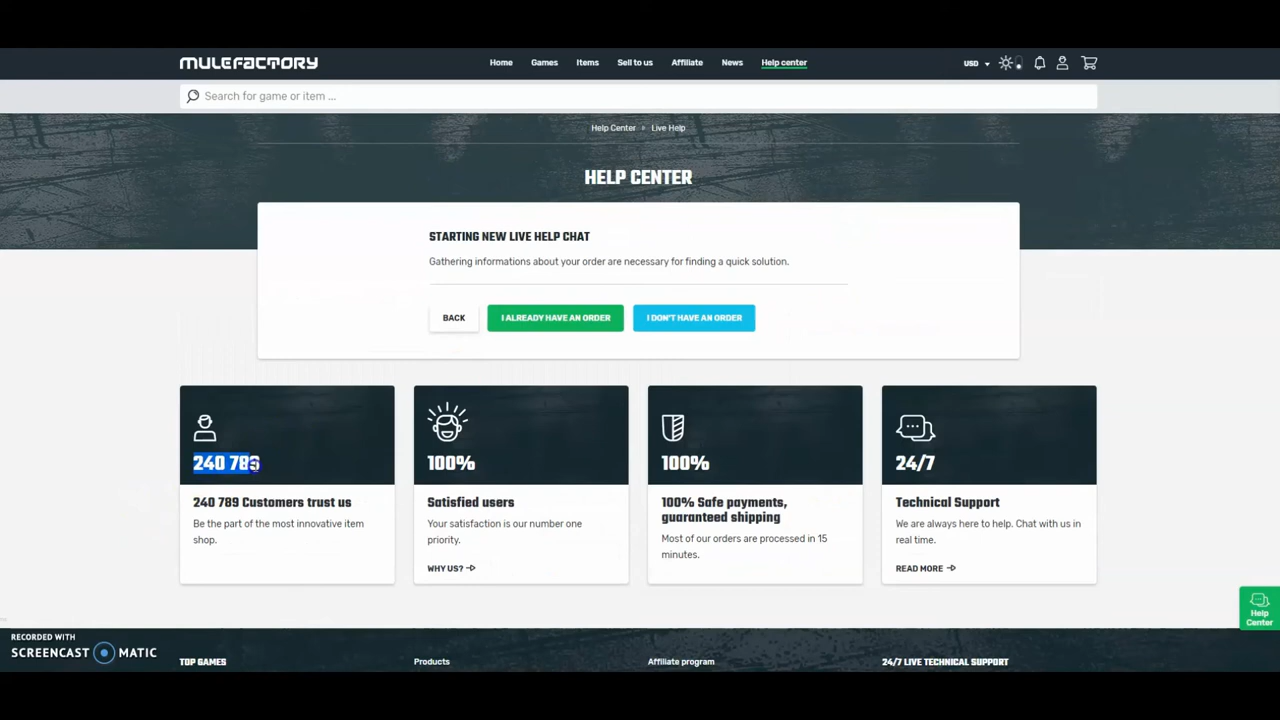 MULEFACTORY
Home Games Items Sell to us Affiliate News Help center
USD
Search for game or item ...
Help Center » Live Help
HELP CENTER
STARTING NEW LIVE HELP CHAT
Gathering informations about your order are necessary for finding a quick solution.
BACK I ALREADY HAVE AN ORDER I DON'T HAVE AN ORDER
240 789
240 789 Customers trust us
Be the part of the most innovative item
shop.
100%
Satisfied users
Your satisfaction is our number one
priority.
WHY US?
100%
100% Safe payments,
guaranteed shipping
Most of our orders are processed in 15
minutes.
24/7
Technical Support
We are always here to help. Chat with us in
real time.
READ MORE
Help
Center
RECORDED WITH
SCREENCAST MATIC
TOP GAMES Products Affiliate program 24/7 LIVE TECHNICAL SUPPORT